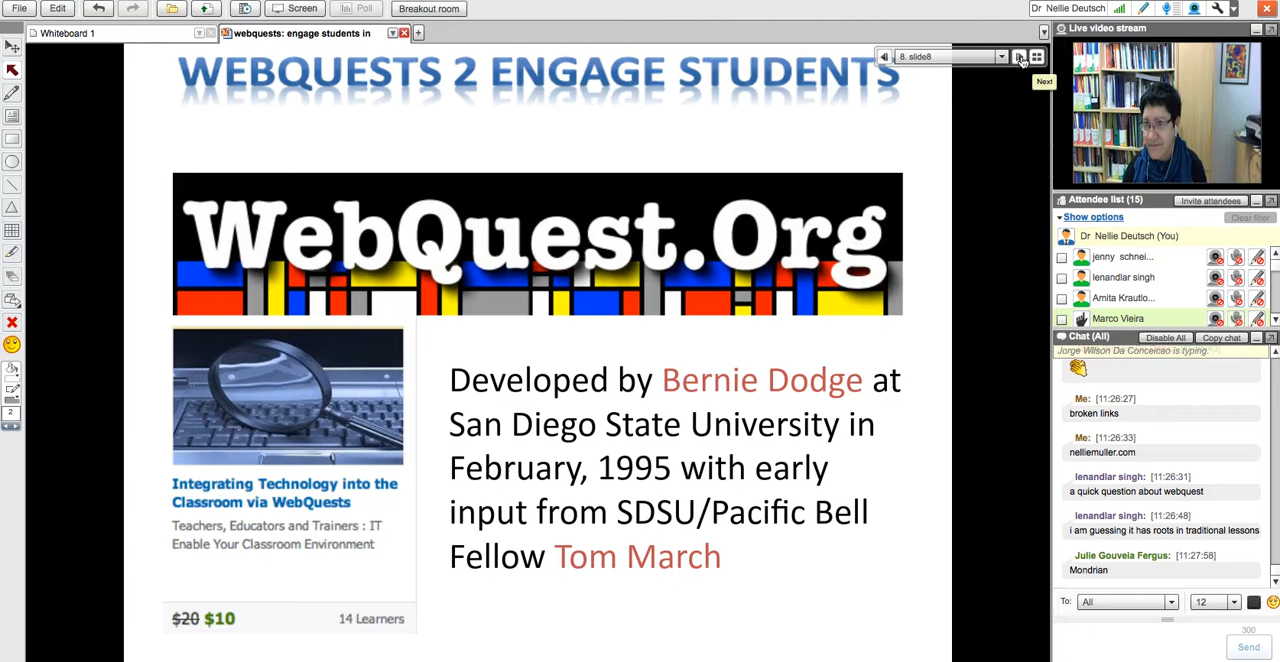 File
Edit
Screen
Poll
Breakout room
Dr Nellie Deutsch
Whiteboard 1
webquests: engage students in
8. slide8
Next
WEBQUESTS 2 ENGAGE STUDENTS
WebQuest.Org
Integrating Technology into the
Classroom via WebQuests
Teachers, Educators and Trainers : IT
Enable Your Classroom Environment
$20 $10
14 Learners
Developed by Bernie Dodge at
San Diego State University in
February, 1995 with early
input from SDSU/Pacific Bell
Fellow Tom March
2
Live video stream
Attendee list (15)
Invite attendees
Show options
Clear filter
Dr Nellie Deutsch (You)
jenny schnei...
lenandlar singh
Amita Krautlo...
Marco Vieira
Chat (All)
Disable All
Copy chat
Jorge Wilson Da Conceicao is typing.
Me: [11:26:27]
broken links
Me: [11:26:33]
nelliemuller.com
lenandlar singh: [11:26:31]
a quick question about webquest
lenandlar singh: [11:26:48]
i am guessing it has roots in traditional lessons
Julie Gouveia Fergus: [11:27:58]
Mondrian
To:
All
12
300
Send